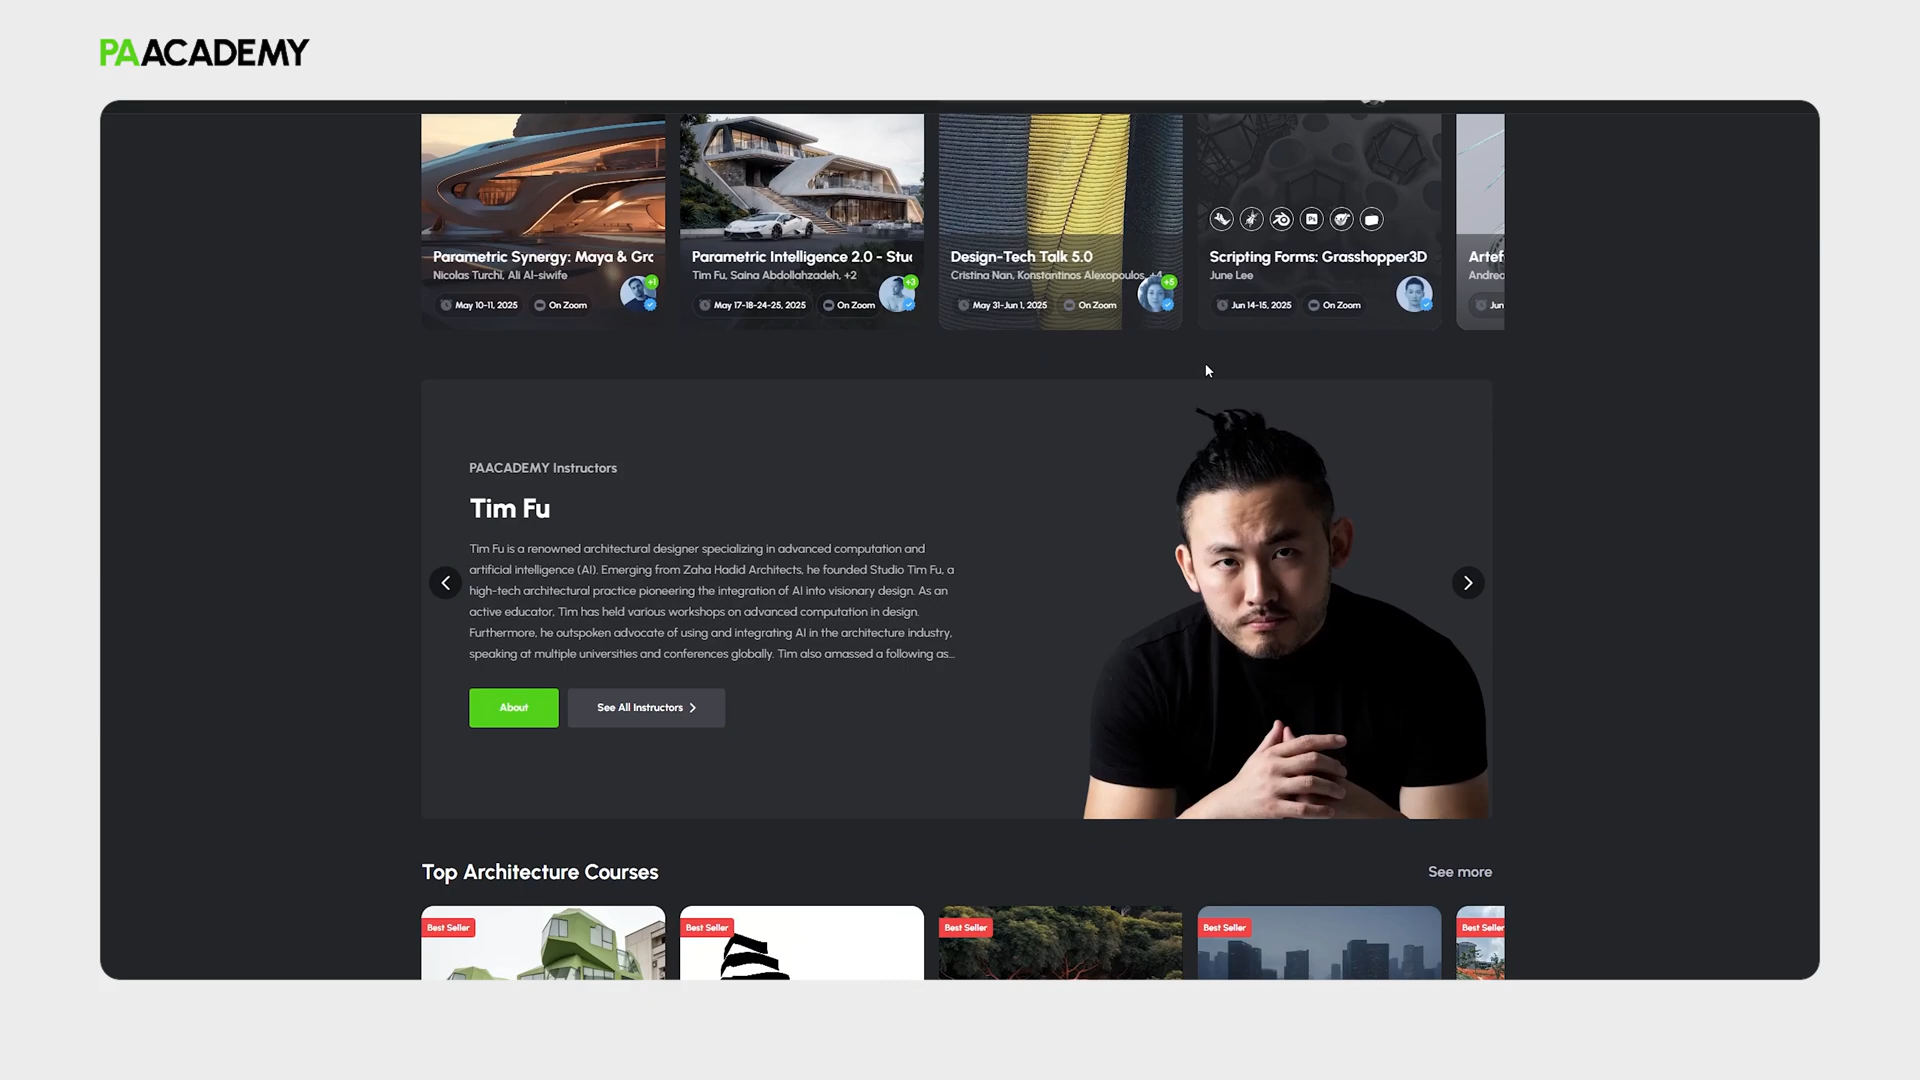 PAACADEMY
Parametric Synergy: Maya & Gr
Nicolas Turchi, Ali Al-siwife
+1
May 10-11, 2025
On Zoom
Parametric Intelligence 2.0 - Stu
Tim Fu, Saina Abdollahzadeh, +2
+3
May 17-18-24-25, 2025
On Zoom
Design-Tech Talk 5.0
Cristina Nan, Konstantinos Alexopoulos, +4
+5
May 31-Jun 1, 2025
On Zoom
Ps
Scripting Forms: Grasshopper3D
June Lee
Jun 14-15, 2025
On Zoom
Artef
Andrea
Jun
PAACADEMY Instructors
Tim Fu
Tim Fu is a renowned architectural designer specializing in advanced computation and
artificial intelligence (AI). Emerging from Zaha Hadid Architects, he founded Studio Tim Fu, a
high-tech architectural practice pioneering the integration of AI into visionary design. As an
active educator, Tim has held various workshops on advanced computation in design.
Furthermore, he outspoken advocate of using and integrating AI in the architecture industry,
speaking at multiple universities and conferences globally. Tim also amassed a following as...
About
See All Instructors
Top Architecture Courses
See more
Best Seller
Best Seller
Best Seller
Best Seller
Best Seller